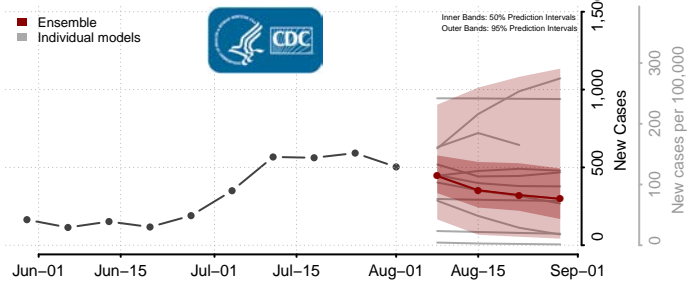 Ensemble
Individual models
CDC
Inner Bands: 50% Prediction Intervals
Outer Bands: 95% Prediction Intervals
1,500
1,000
500
0
New Cases
300
200
100
0
New cases per 100,000
Jun–01
Jun–15
Jul–01
Jul–15
Aug–01
Aug–15
Sep–01